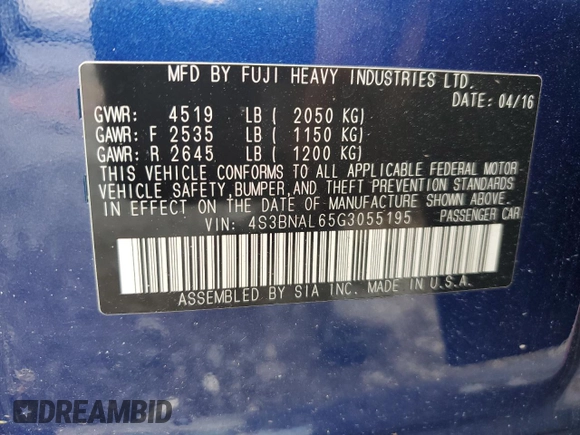 MFD BY FUJI HEAVY INDUSTRIES LTD.
DATE: 04/16
GVWR: 4519 LB ( 2050 KG)
GAWR: F 2535 LB ( 1150 KG)
GAWR: R 2645 LB ( 1200 KG)
THIS VEHICLE CONFORMS TO ALL APPLICABLE FEDERAL MOTOR
VEHICLE SAFETY,BUMPER,AND THEFT PREVENTION STANDARDS
IN EFFECT ON THE DATE OF MANUFACTURE SHOWN ABOVE.
VIN: 4S3BNAL65G3055195 PASSENGER CAR
ASSEMBLED BY SIA INC. MADE IN U.S.A.
DREAMBID